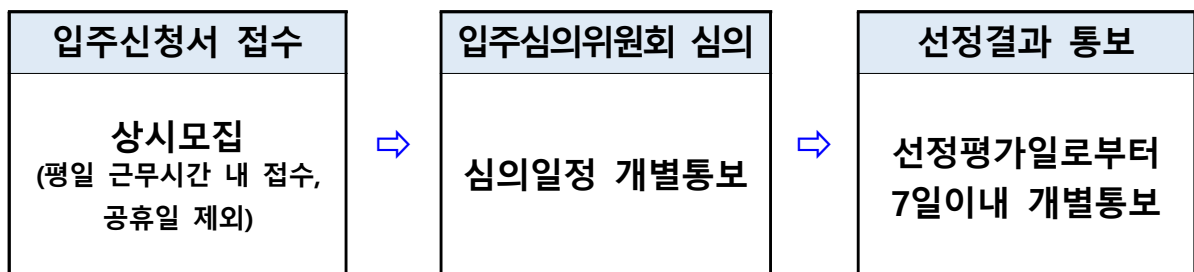 입주신청서 접수
상시모집
(평일 근무시간 내 접수,
공휴일 제외)
입주심의위원회 심의
심의일정 개별통보
선정결과 통보
선정평가일로부터
7일이내 개별통보